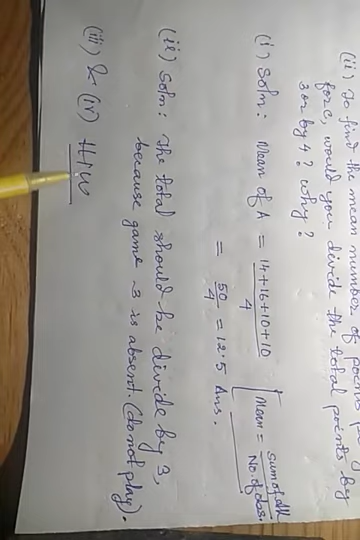 (ii) To find the mean number of points
for C, would you divide the total points by
3 or by 4? Why?
(i) Soln: Mean of A = 14+16+10+10 / 4 [Mean = Sum of all / No. of obs.
= 50/4 = 12.5 Ans.
(ii) Soln: The total should be divide by 3,
because game 3 is absent. (do not play).
(iii) & (iv) H/W